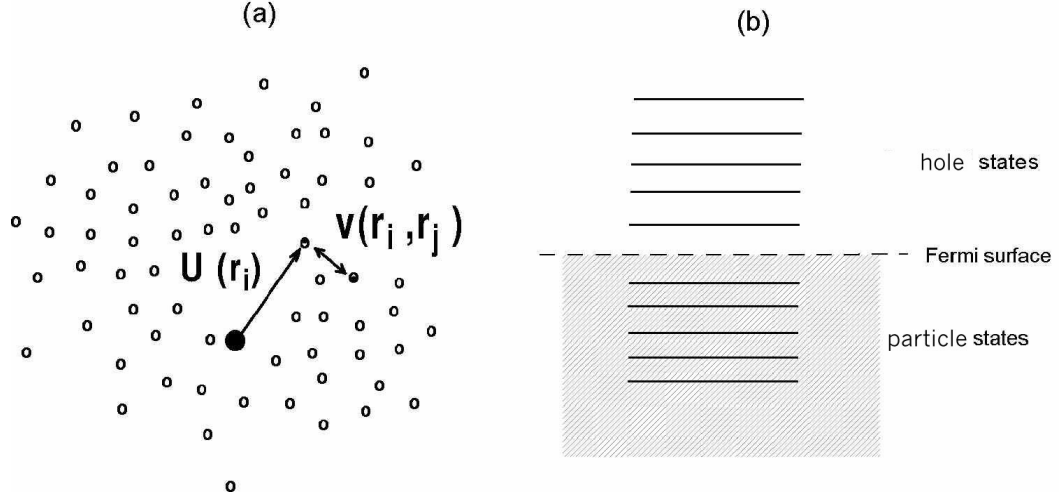 (a)
U (r_i)
v(r_i ,r_j )
(b)
hole states
Fermi surface
particle states